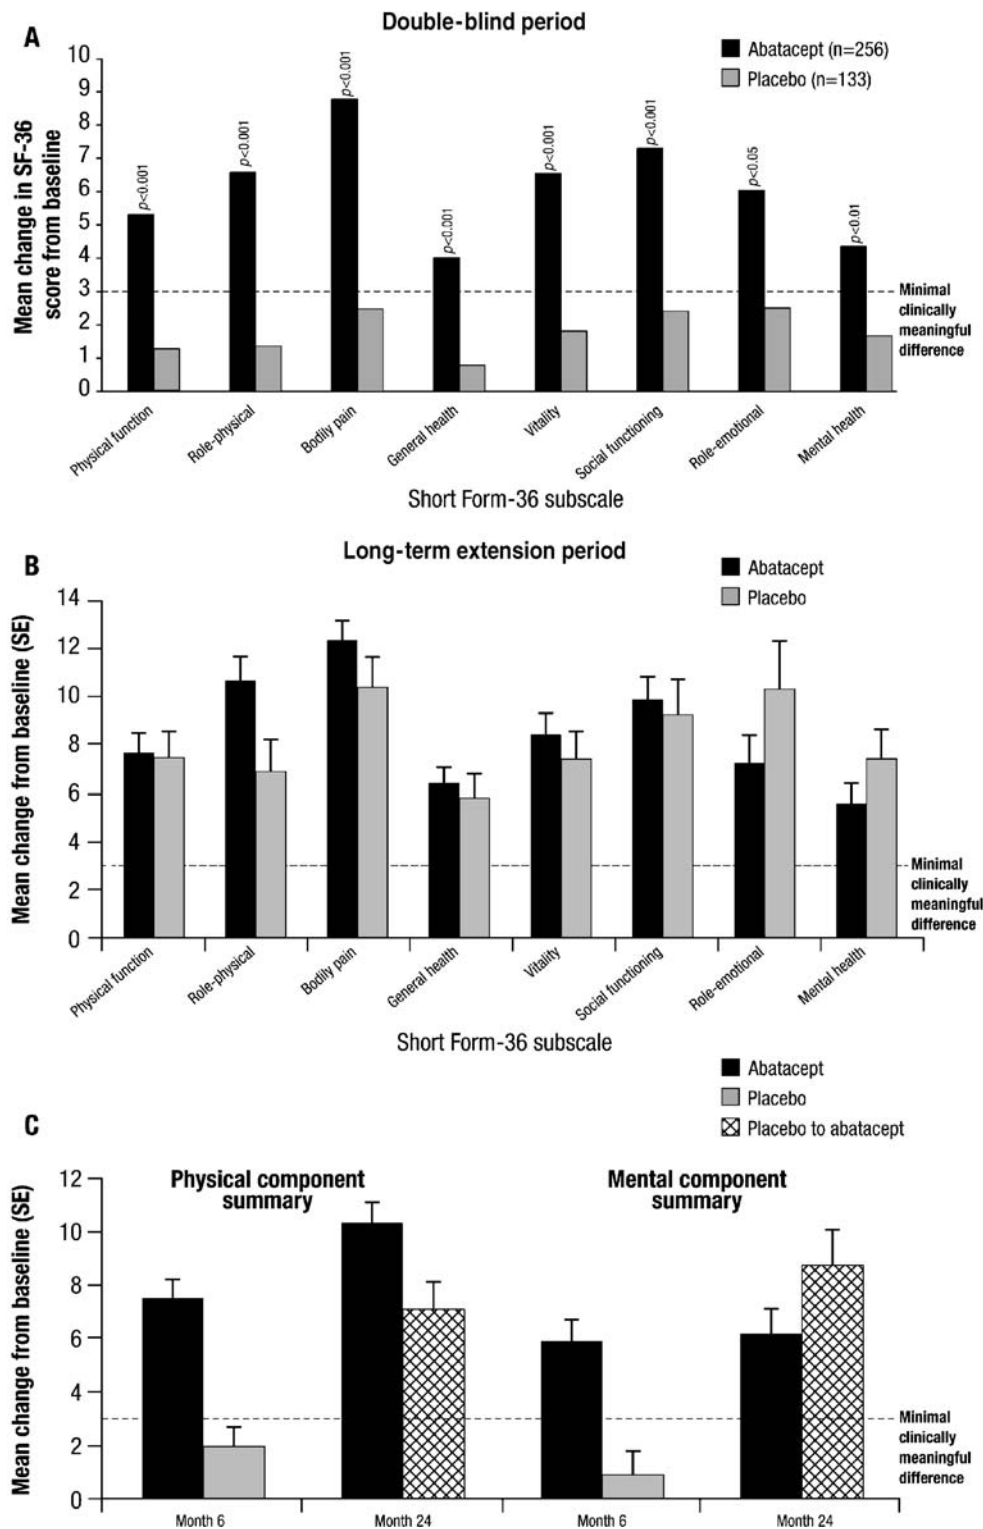 A
Double-blind period
Abatacept (n=256)
Placebo (n=133)
Mean change in SF-36
score from baseline
10
9
8
7
6
5
4
3
2
1
0
p<0.001
p<0.001
p<0.001
p<0.001
p<0.001
p<0.001
p<0.05
p<0.01
Minimal
clinically
meaningful
difference
Physical function
Role-physical
Bodily pain
General health
Vitality
Social functioning
Role-emotional
Mental health
Short Form-36 subscale
B
Long-term extension period
Abatacept
Placebo
Mean change from baseline (SE)
14
12
10
8
6
4
2
0
Minimal
clinically
meaningful
difference
Physical function
Role-physical
Bodily pain
General health
Vitality
Social functioning
Role-emotional
Mental health
Short Form-36 subscale
Abatacept
Placebo
Placebo to abatacept
C
Physical component
summary
Mental component
summary
Mean change from baseline (SE)
12
10
8
6
4
2
0
Minimal
clinically
meaningful
difference
Month 6
Month 24
Month 6
Month 24